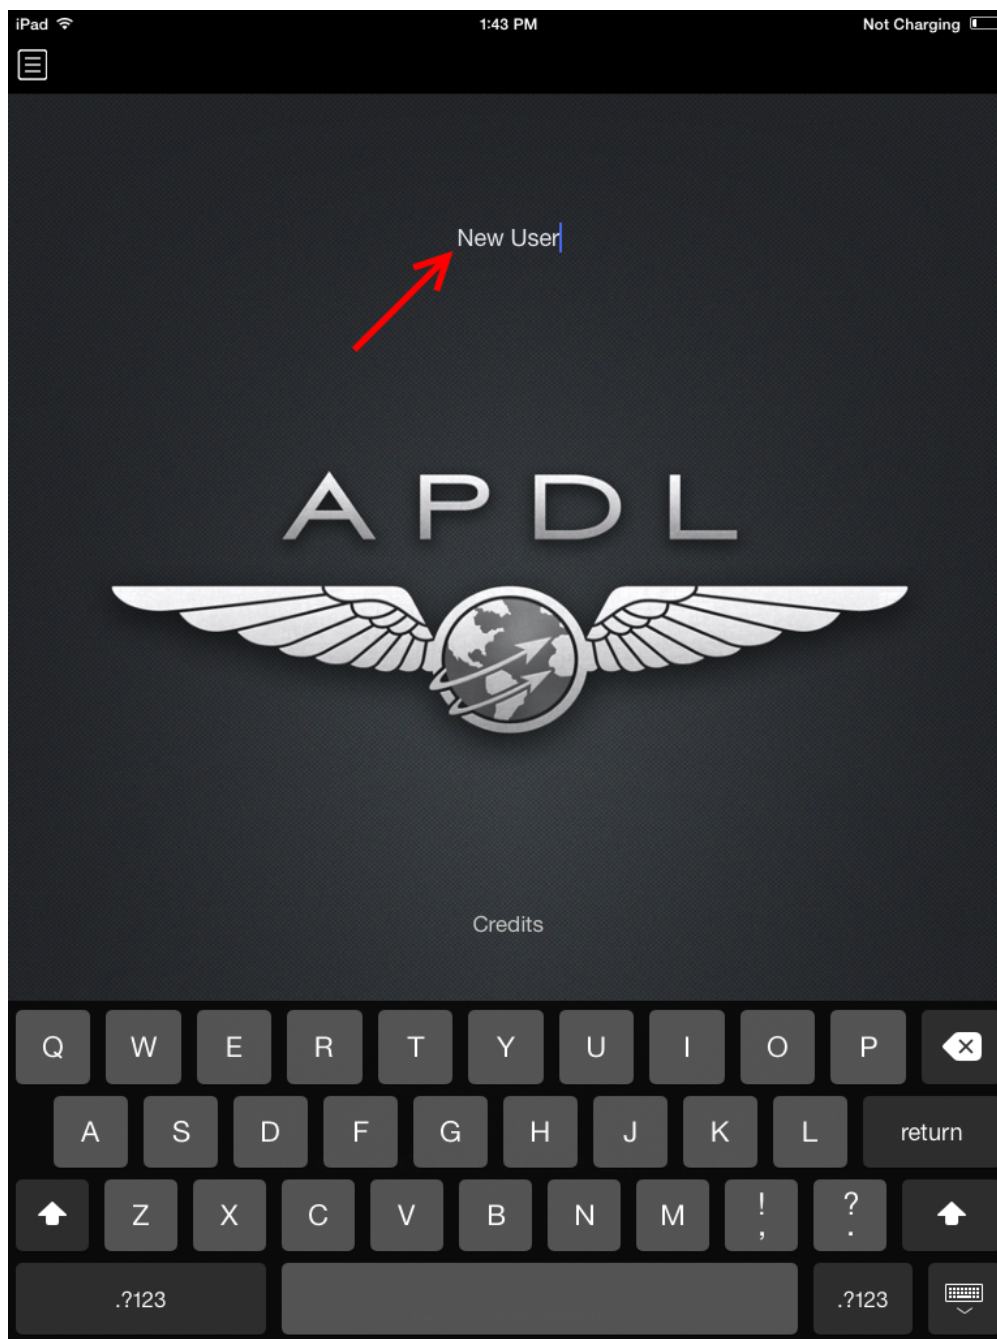 iPad 1:43 PM Not Charging
New User
APDL
Credits
Q W E R T Y U I O P
A S D F G H J K L return
Z X C V B N M ! , ? .
.?123 .?123